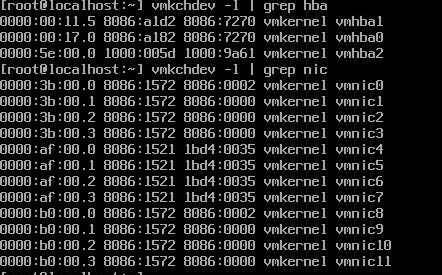 [root@localhost:~] vmkchdev -l | grep hba
0000:00:11.5 8086:a1d2 8086:7270 vmkernel vmhba1
0000:00:17.0 8086:a182 8086:7270 vmkernel vmhba0
0000:5e:00.0 1000:005d 1000:9a61 vmkernel vmhba2
[root@localhost:~] vmkchdev -l | grep nic
0000:3b:00.0 8086:1572 8086:0002 vmkernel vmnic0
0000:3b:00.1 8086:1572 8086:0000 vmkernel vmnic1
0000:3b:00.2 8086:1572 8086:0000 vmkernel vmnic2
0000:3b:00.3 8086:1572 8086:0000 vmkernel vmnic3
0000:af:00.0 8086:1521 1bd4:0035 vmkernel vmnic4
0000:af:00.1 8086:1521 1bd4:0035 vmkernel vmnic5
0000:af:00.2 8086:1521 1bd4:0035 vmkernel vmnic6
0000:af:00.3 8086:1521 1bd4:0035 vmkernel vmnic7
0000:b0:00.0 8086:1572 8086:0002 vmkernel vmnic8
0000:b0:00.1 8086:1572 8086:0000 vmkernel vmnic9
0000:b0:00.2 8086:1572 8086:0000 vmkernel vmnic10
0000:b0:00.3 8086:1572 8086:0000 vmkernel vmnic11